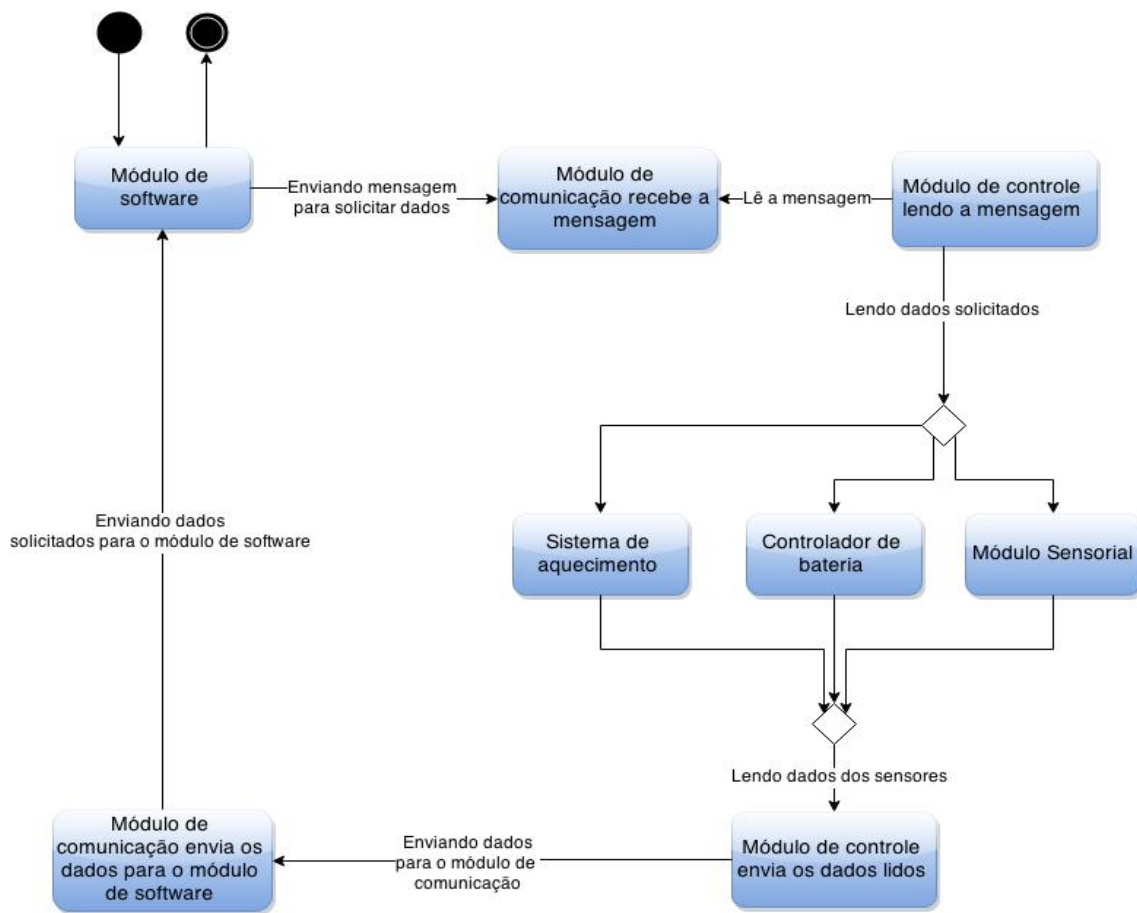 Módulo de
software
Enviando mensagem
para solicitar dados
Módulo de
comunicação recebe a
mensagem
Lê a mensagem
Módulo de controle
lendo a mensagem
Lendo dados solicitados
Sistema de
aquecimento
Controlador de
bateria
Módulo Sensorial
Enviando dados
solicitados para o módulo de software
Lendo dados dos sensores
Módulo de controle
envia os dados lidos
Enviando dados
para o módulo de
comunicação
Módulo de
comunicação envia os
dados para o módulo
de software